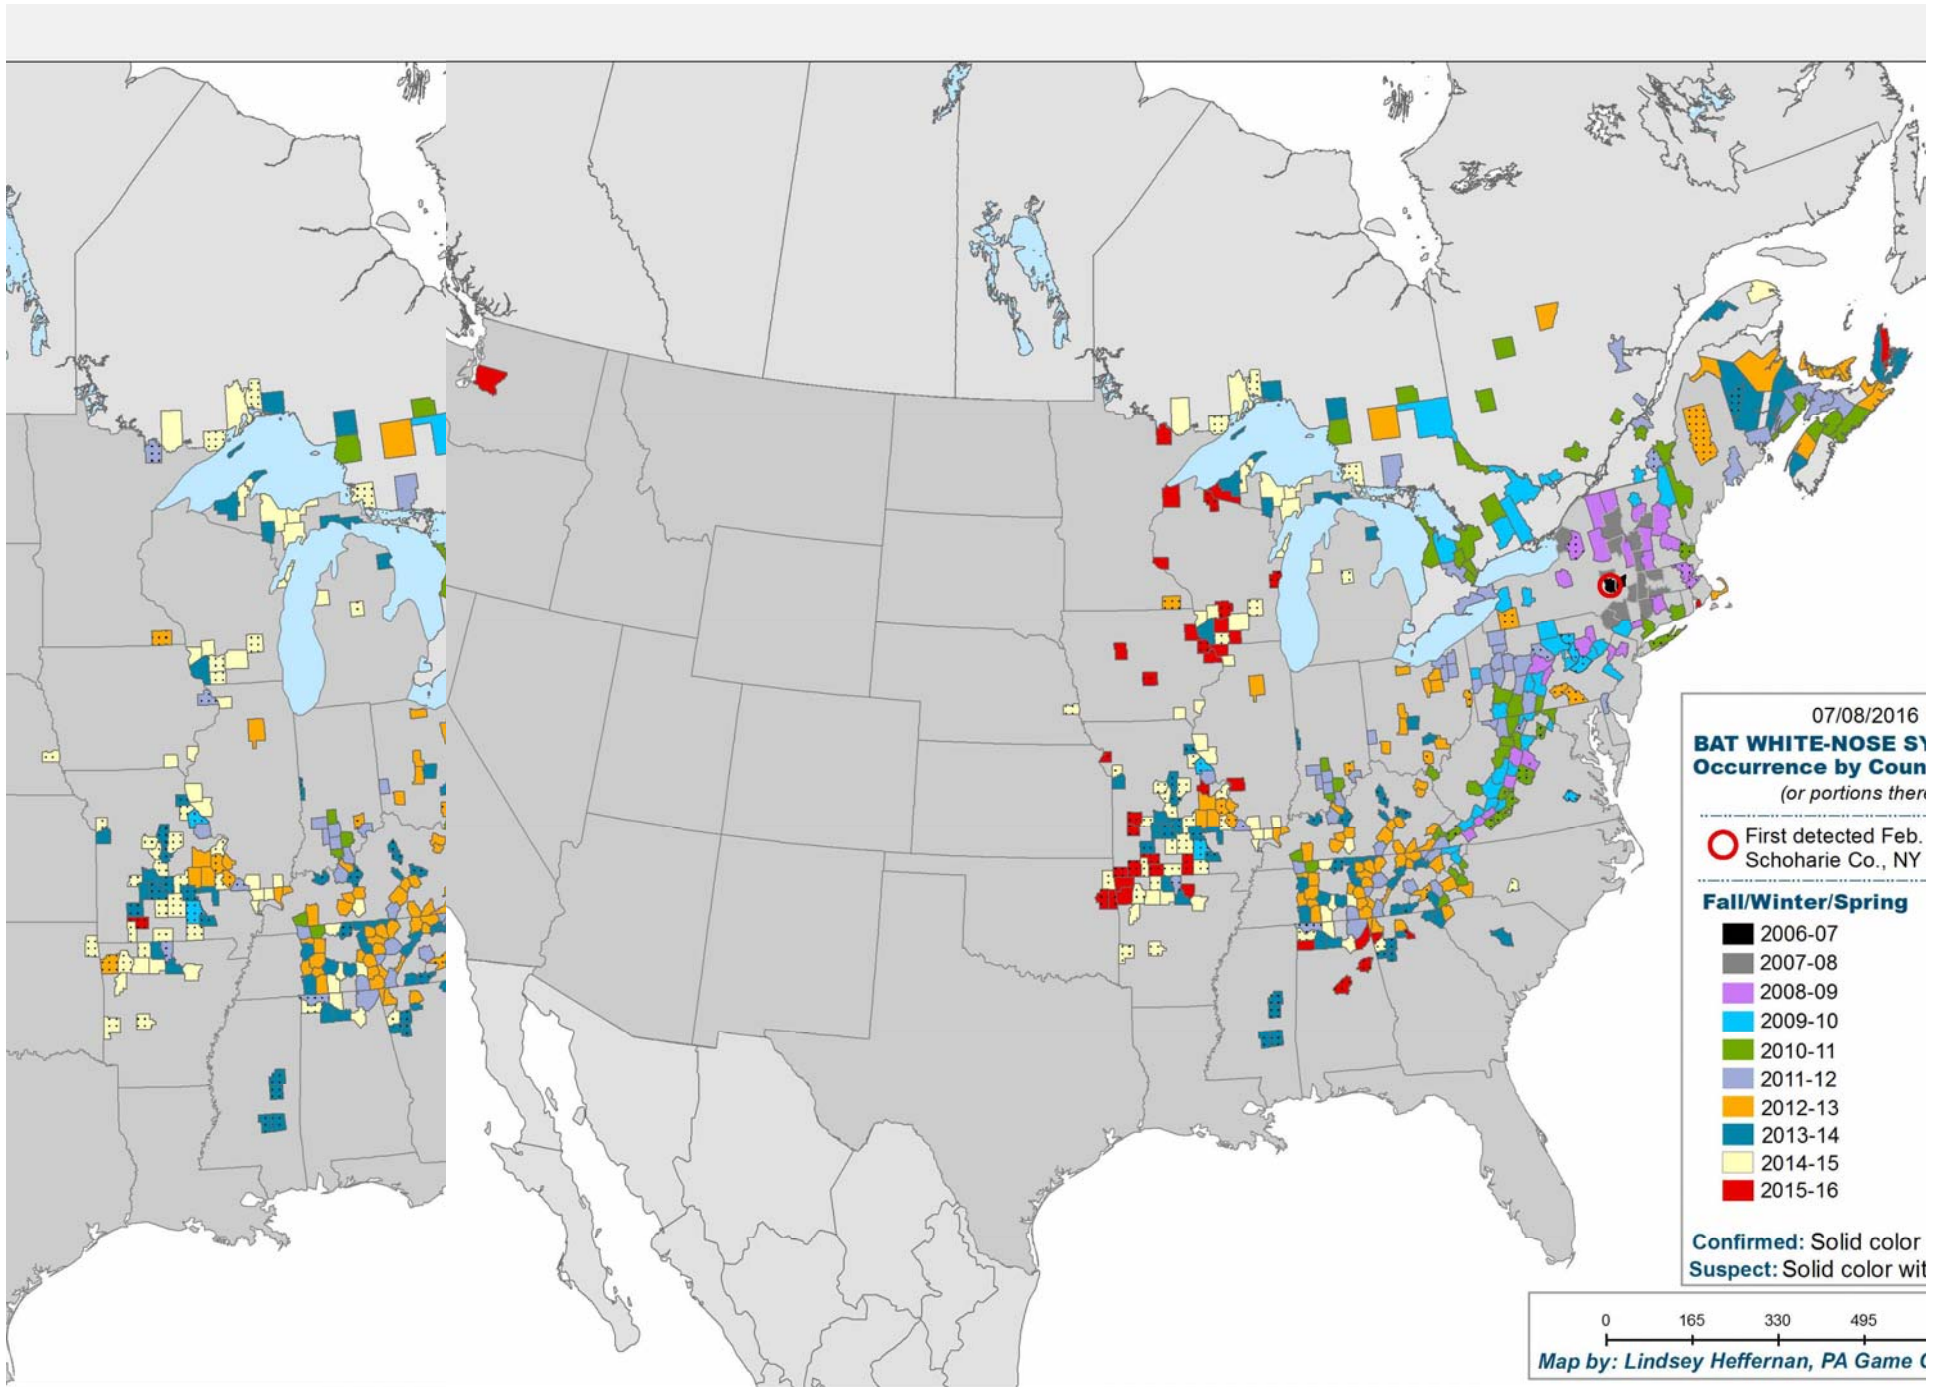 07/08/2016
BAT WHITE-NOSE SY
Occurrence by Coun
(or portions ther
First detected Feb.
Schoharie Co., NY
Fall/Winter/Spring
2006-07
2007-08
2008-09
2009-10
2010-11
2011-12
2012-13
2013-14
2014-15
2015-16
Confirmed: Solid color
Suspect: Solid color wit
0 165 330 495
Map by: Lindsey Heffernan, PA Game